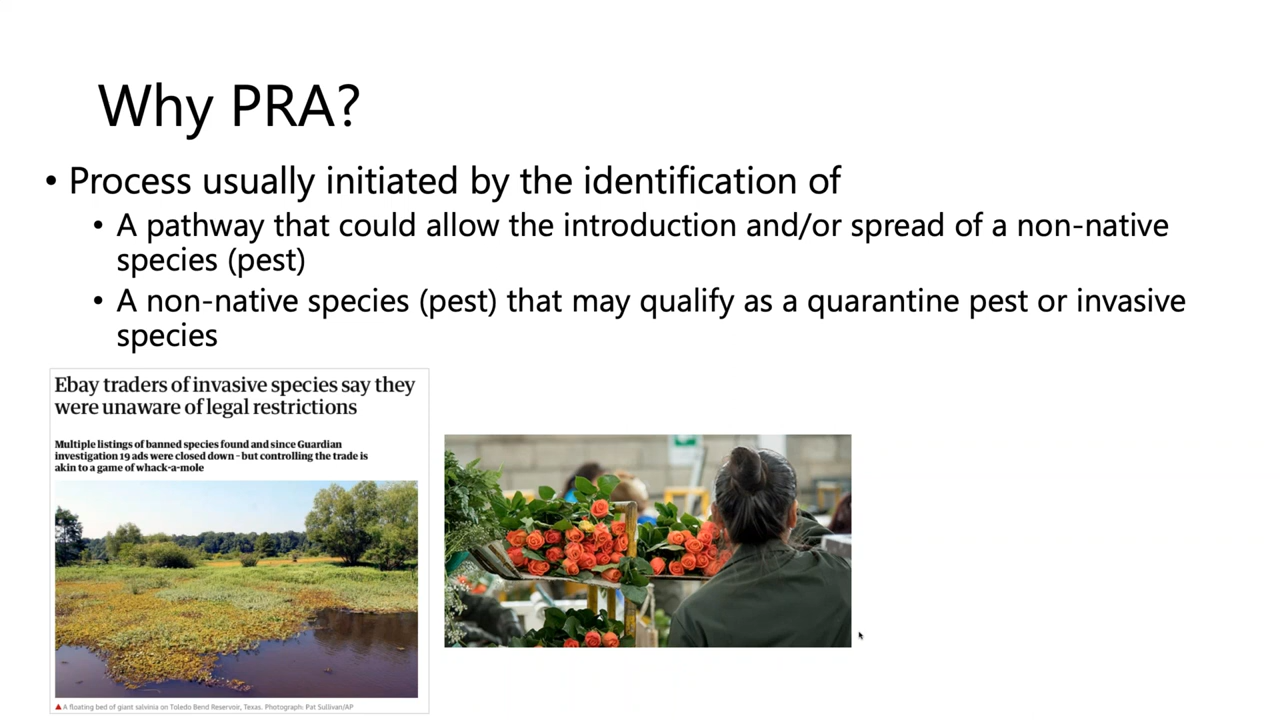 Why PRA?
• Process usually initiated by the identification of
• A pathway that could allow the introduction and/or spread of a non-native
species (pest)
• A non-native species (pest) that may qualify as a quarantine pest or invasive
species
Ebay traders of invasive species say they
were unaware of legal restrictions
Multiple listings of banned species found and since Guardian
investigation 19 ads were closed down – but controlling the trade is
akin to a game of whack-a-mole
▲ A floating bed of giant salvinia on Toledo Bend Reservoir, Texas. Photograph: Pat Sullivan/AP